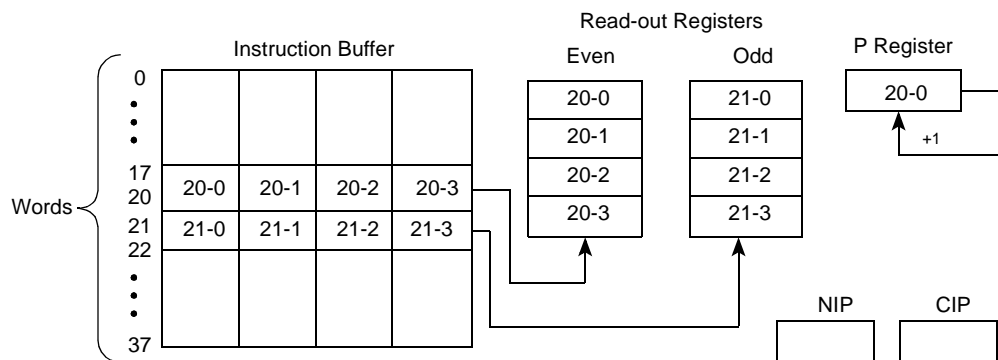 Read-out Registers
Instruction Buffer
Even
Odd
P Register
Words
0
17
20
21
22
37
20-0 20-1 20-2 20-3
21-0 21-1 21-2 21-3
20-0
20-1
20-2
20-3
21-0
21-1
21-2
21-3
20-0
+1
NIP
CIP